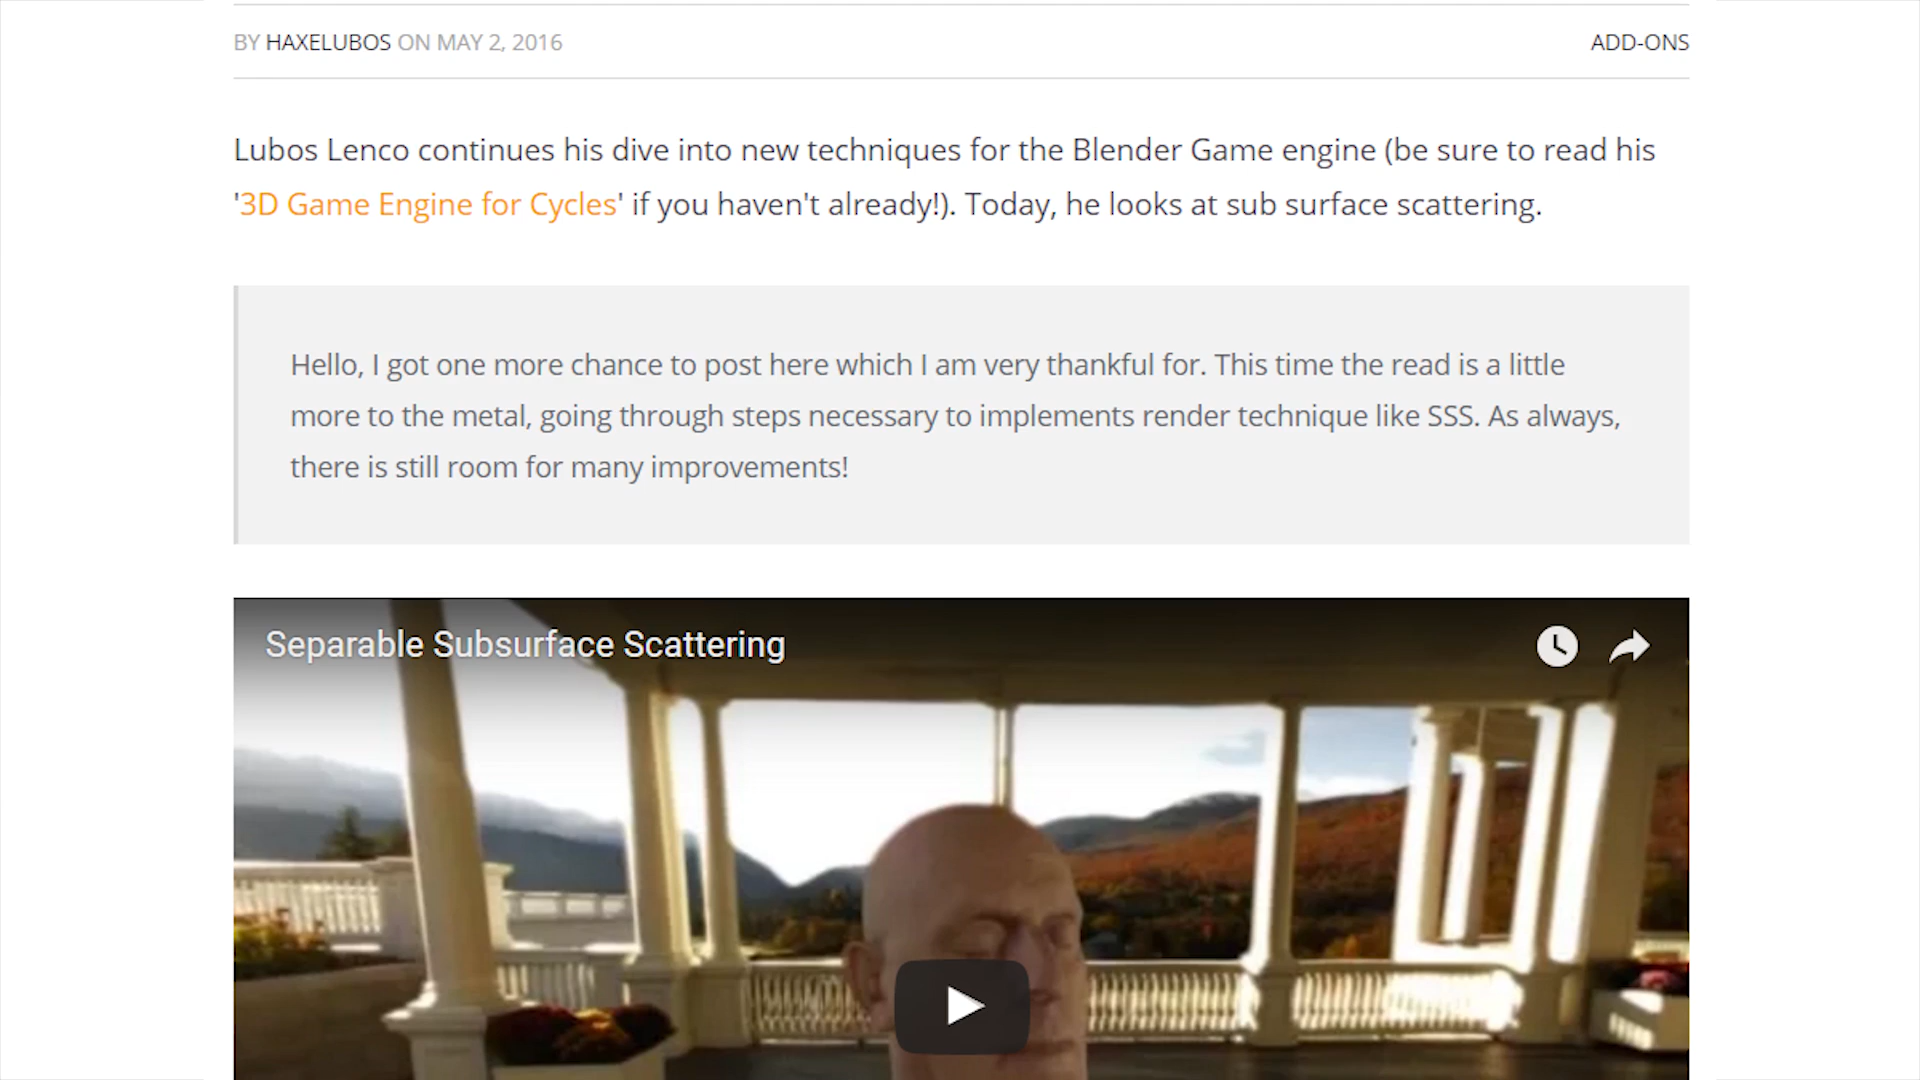 BY HAXELUBOS ON MAY 2, 2016
ADD-ONS
Lubos Lenco continues his dive into new techniques for the Blender Game engine (be sure to read his
'3D Game Engine for Cycles' if you haven't already!). Today, he looks at sub surface scattering.
Hello, I got one more chance to post here which I am very thankful for. This time the read is a little
more to the metal, going through steps necessary to implements render technique like SSS. As always,
there is still room for many improvements!
Separable Subsurface Scattering